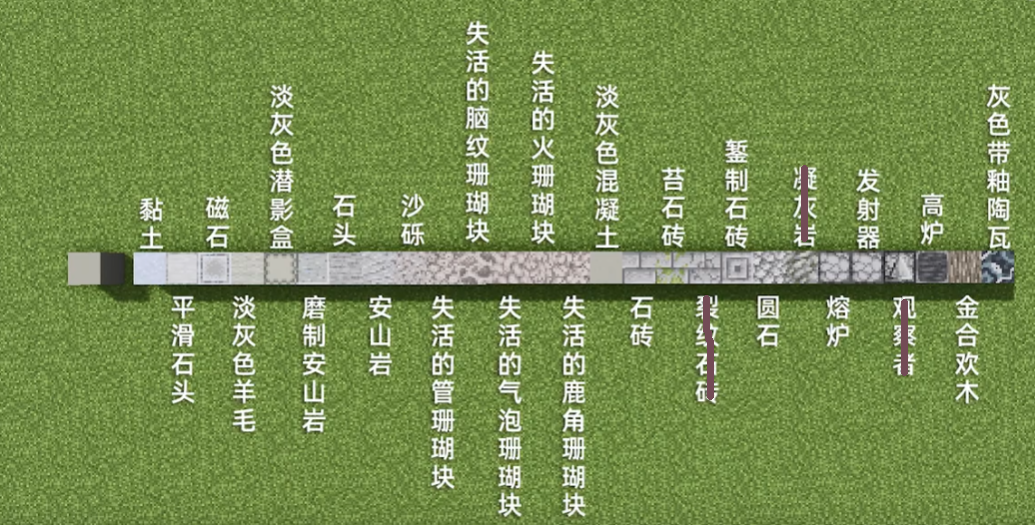 黏土
磁石
淡灰色潜影盒
石头
沙砾
失活的脑纹珊瑚块
失活的火珊瑚块
淡灰色混凝土
苔石砖
錾制石砖
凝灰岩
发射器
高炉
灰色带釉陶瓦
平滑石头
淡灰色羊毛
磨制安山岩
安山岩
失活的管珊瑚块
失活的气泡珊瑚块
失活的鹿角珊瑚块
石砖
裂纹石砖
圆石
熔炉
观察者
金合欢木